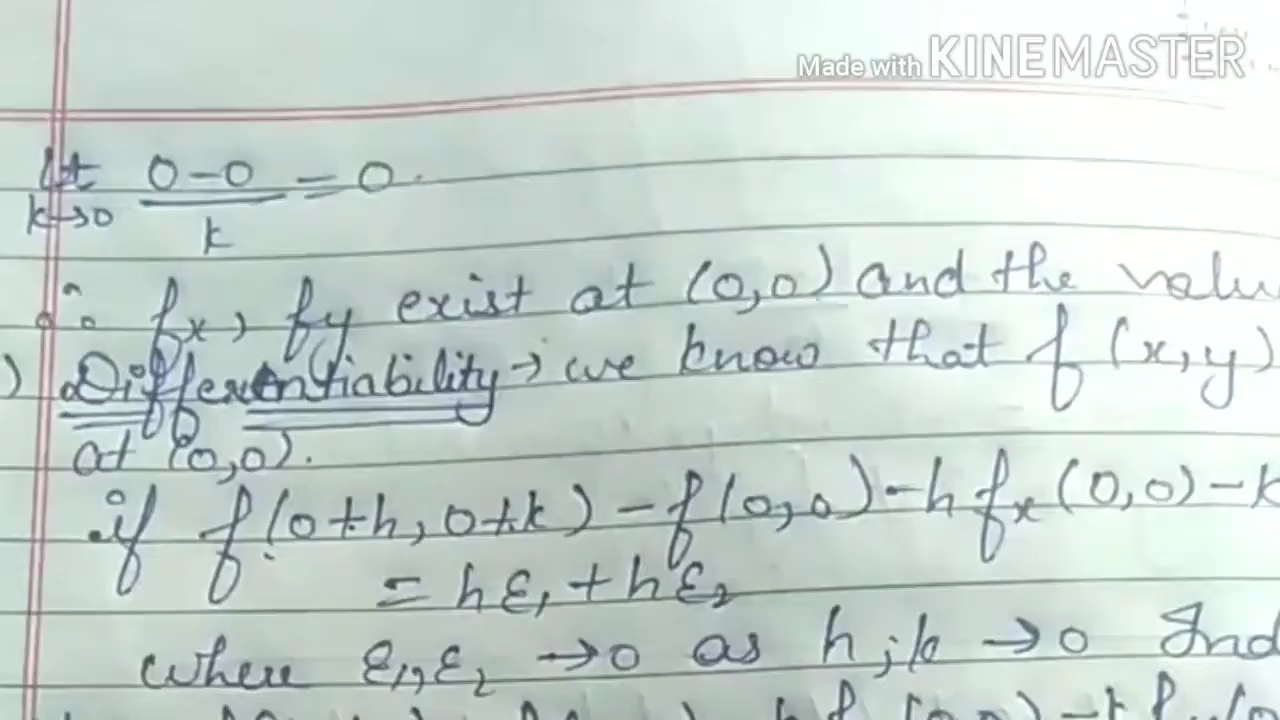 Made with KINEMASTER
lt 0-0 = 0.
k→0 k
∴ fx, fy exist at (0,0) and the valu
) Differentiability → we know that f (x,y)
at (0,0).
if f(0+h, 0+k) - f(0,0) - h fx (0,0) - k
= hε₁ + hε₂
where ε₁, ε₂ → 0 as h, k → 0 Ind